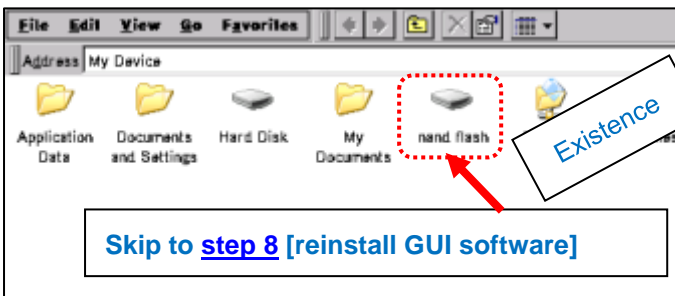 File Edit View Go Favorites
Address My Device
Application Data
Documents and Settings
Hard Disk
My Documents
nand flash
Existence
Skip to step 8 [reinstall GUI software]